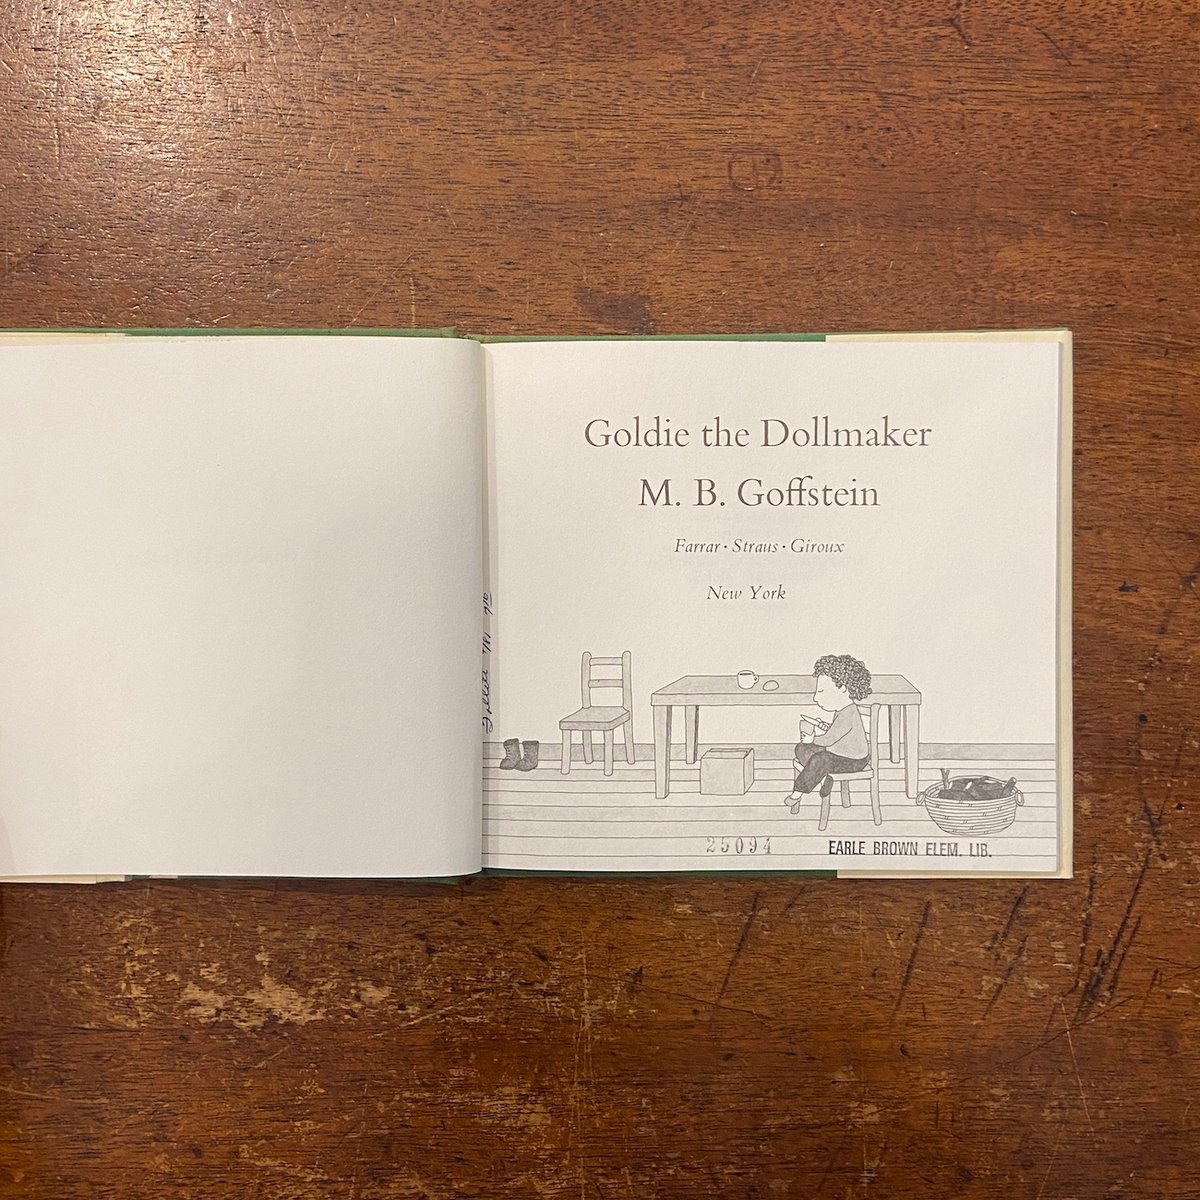 Goldie the Dollmaker
M. B. Goffstein
Farrar · Straus · Giroux
New York
25094
EARLE BROWN ELEM. LIB.